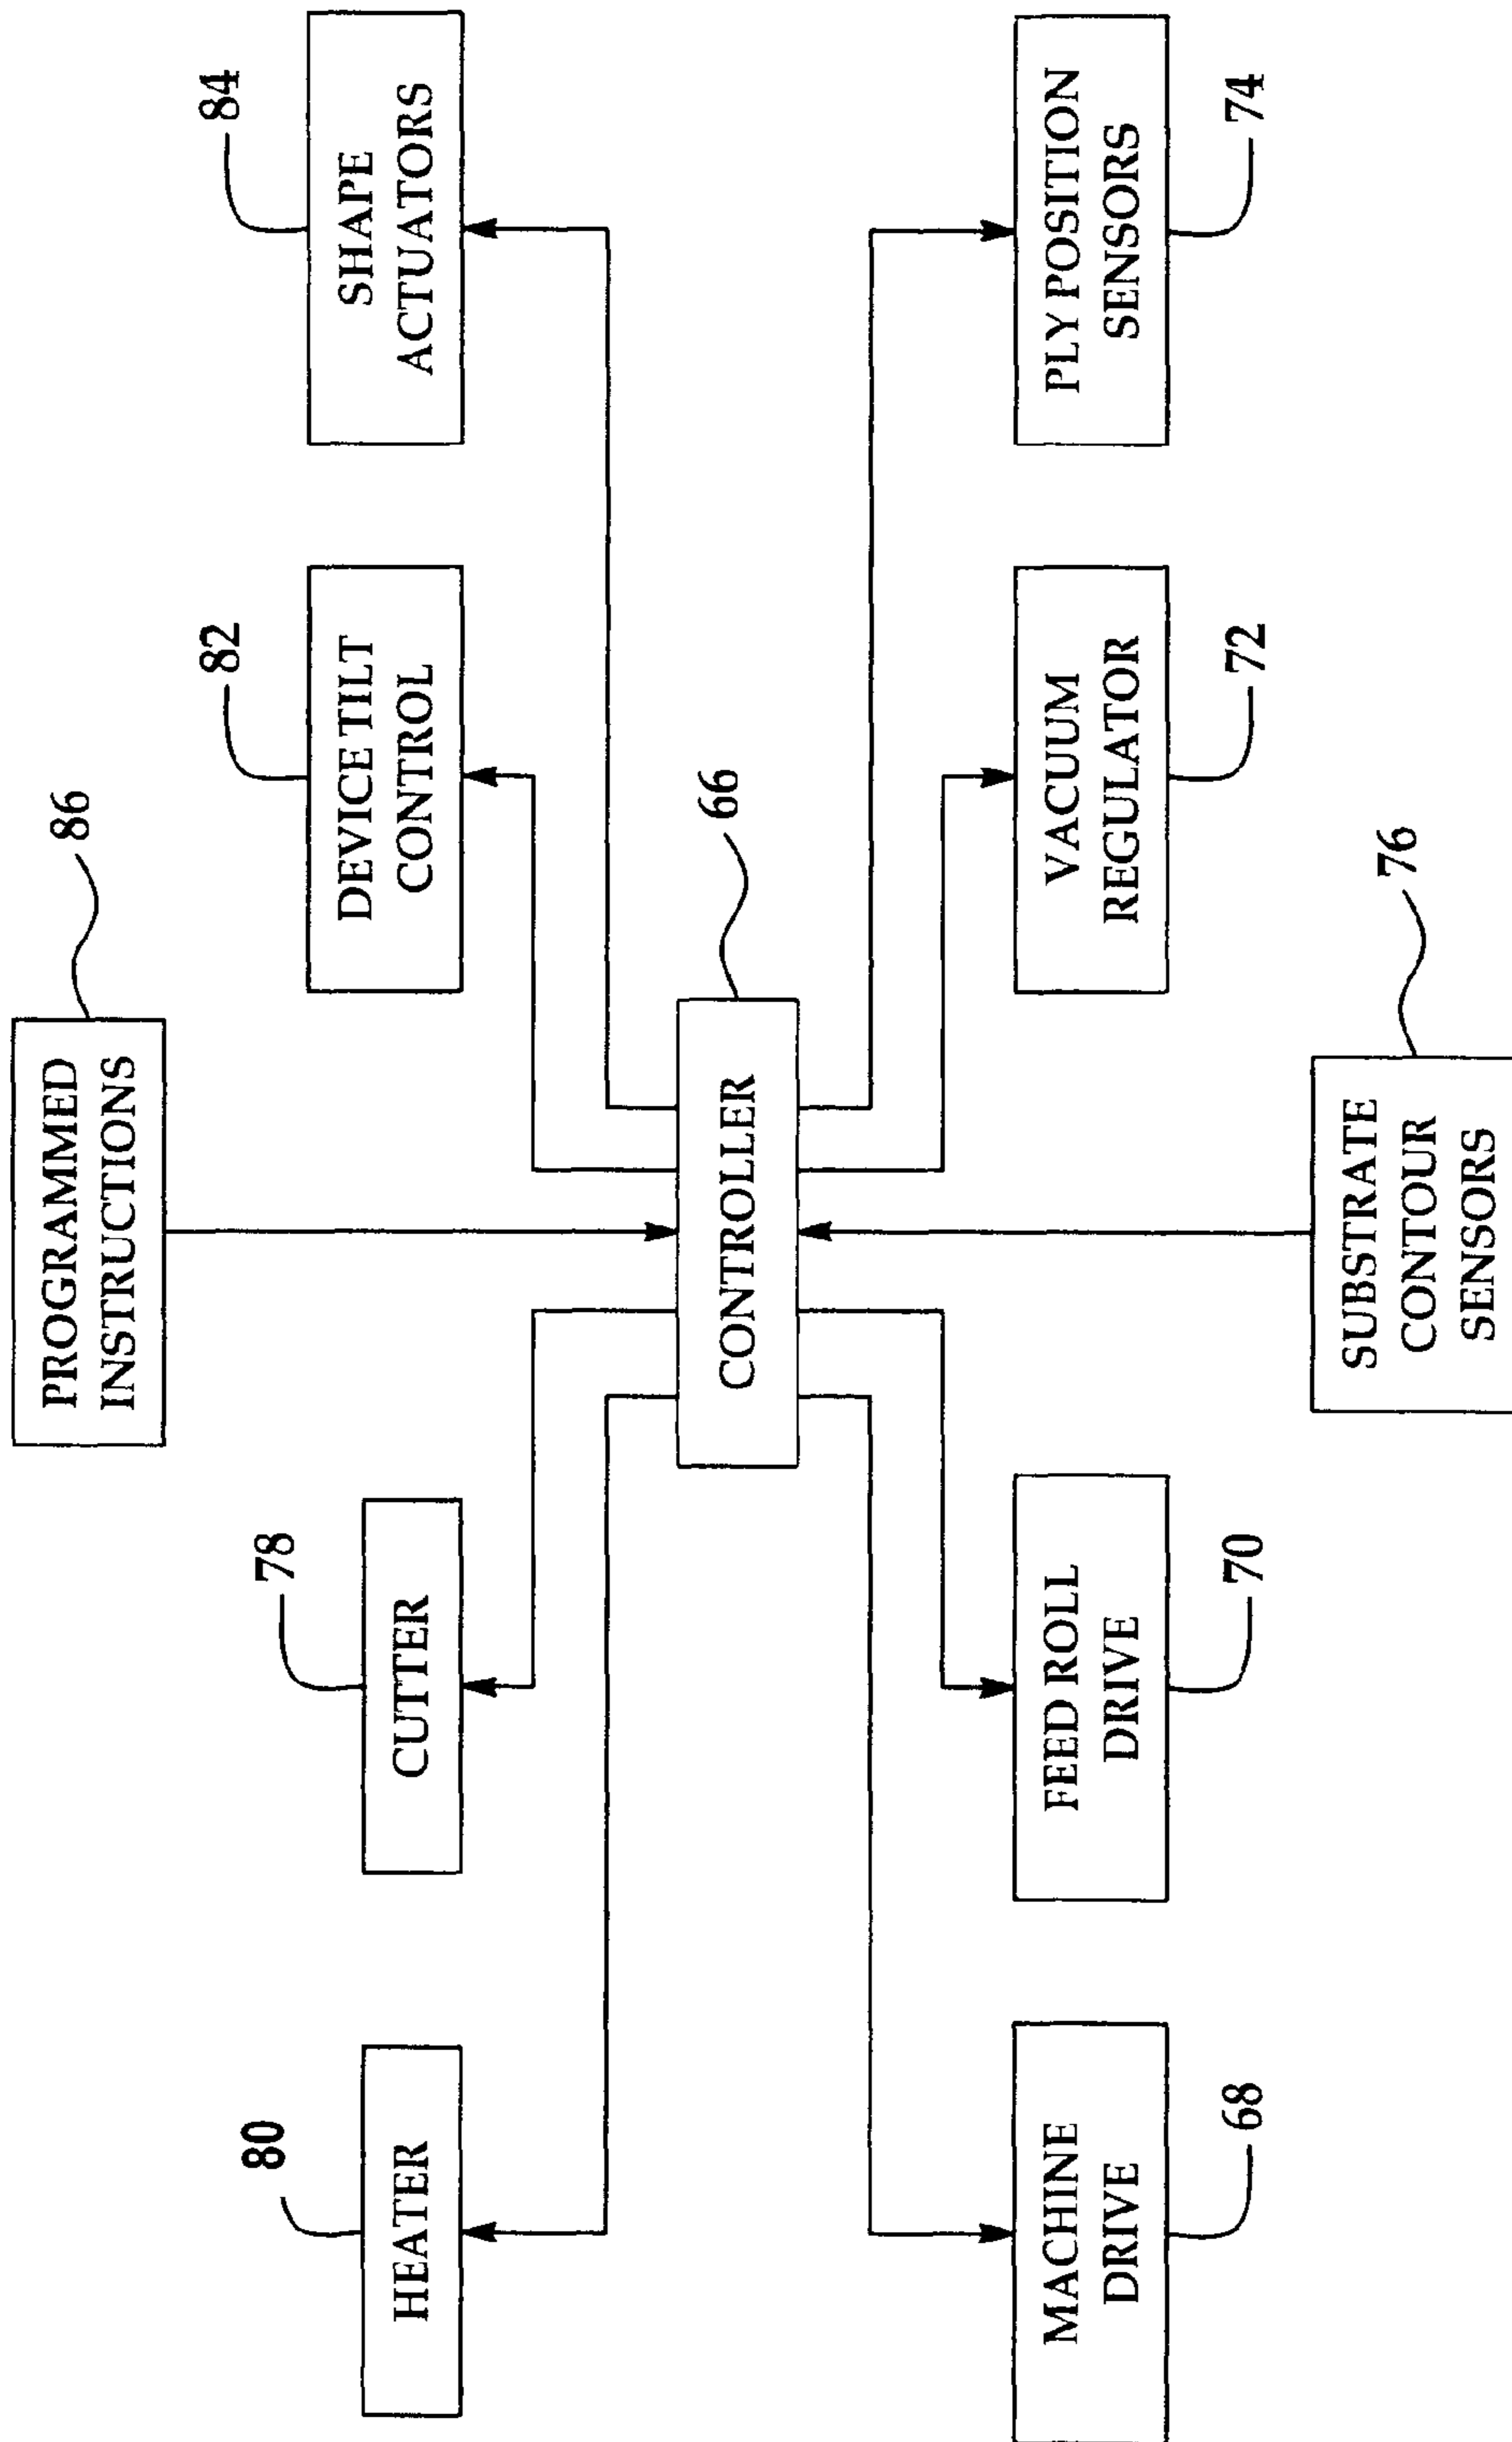 86
PROGRAMMED
INSTRUCTIONS
80
HEATER
78
CUTTER
82
DEVICE TILT
CONTROL
84
SHAPE
ACTUATORS
CONTROLLER
66
MACHINE
DRIVE
68
FEED ROLL
DRIVE
70
VACUUM
REGULATOR
72
PLY POSITION
SENSORS
74
SUBSTRATE
CONTOUR
SENSORS
76